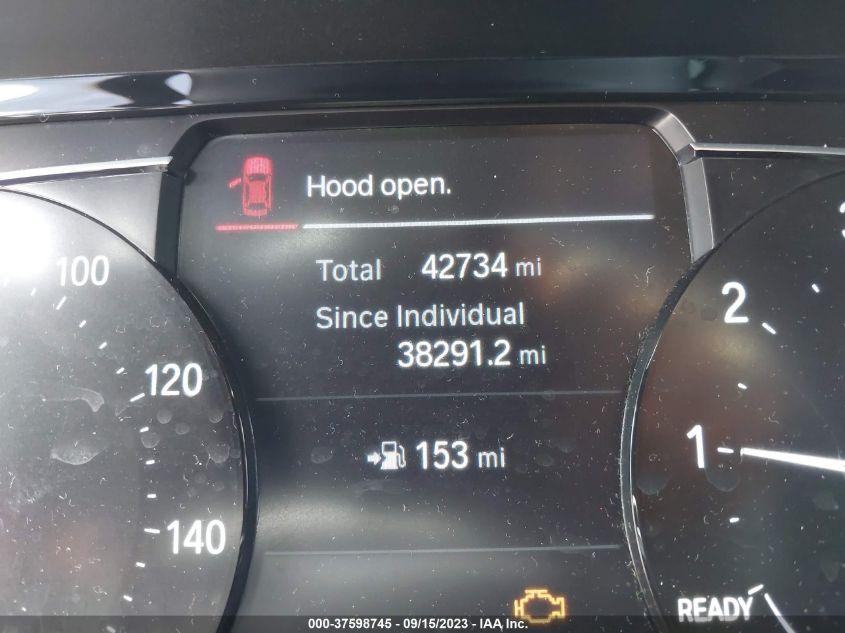 Hood open.
Total 42734 mi
Since Individual
38291.2 mi
153 mi
100
120
140
1
2
3
READY
000-37598745 - 09/15/2023 - IAA Inc.